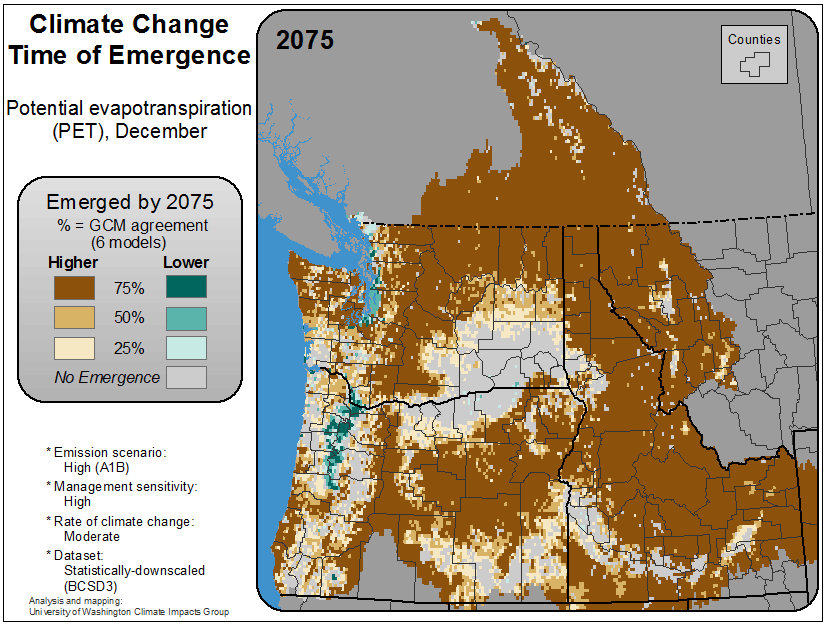 Climate Change
Time of Emergence
Potential evapotranspiration
(PET), December
2075
Counties
Emerged by 2075
% = GCM agreement
(6 models)
Higher Lower
75%
50%
25%
No Emergence
* Emission scenario:
High (A1B)
* Management sensitivity:
High
* Rate of climate change:
Moderate
* Dataset:
Statistically-downscaled
(BCSD3)
Analysis and mapping:
University of Washington Climate Impacts Group